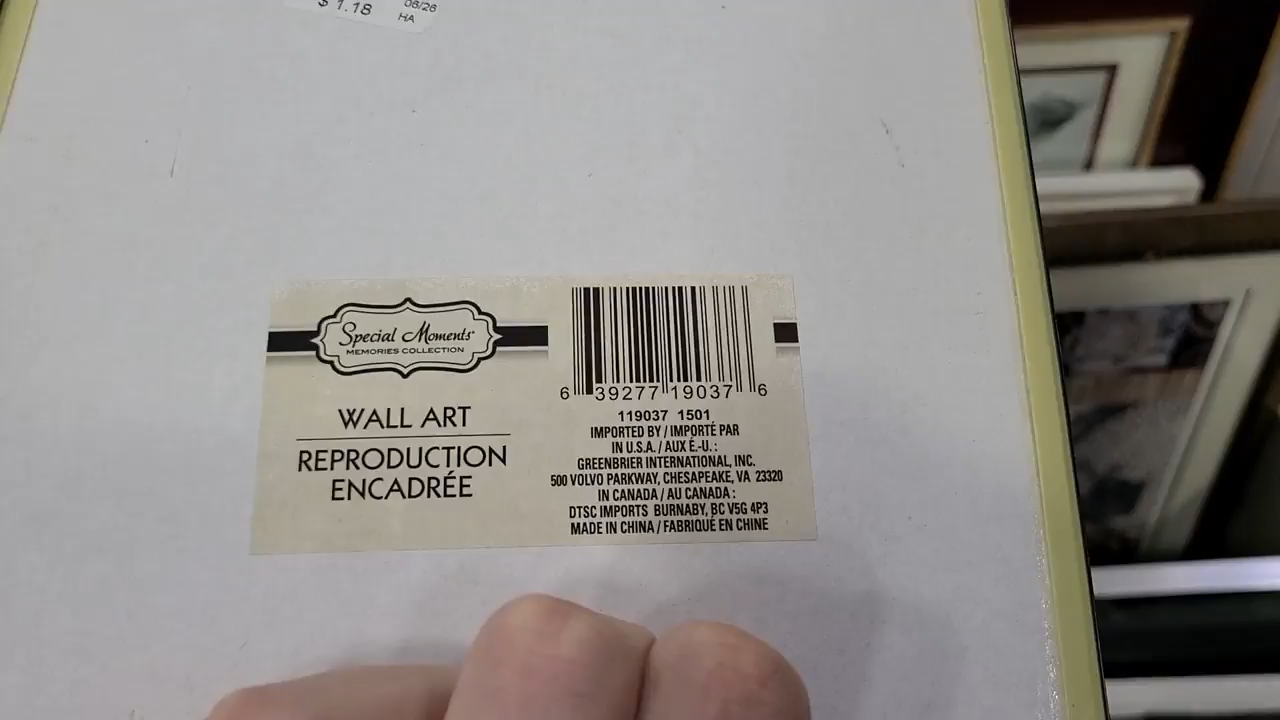 $ 1.18
06/26
HA
Special Moments
MEMORIES COLLECTION
WALL ART
REPRODUCTION
ENCADRÉE
6 39277 19037 6
119037 1501
IMPORTED BY / IMPORTÉ PAR
IN U.S.A. / AUX É.-U. :
GREENBRIER INTERNATIONAL, INC.
500 VOLVO PARKWAY, CHESAPEAKE, VA 23320
IN CANADA / AU CANADA :
DTSC IMPORTS BURNABY, BC V5G 4P3
MADE IN CHINA / FABRIQUÉ EN CHINE